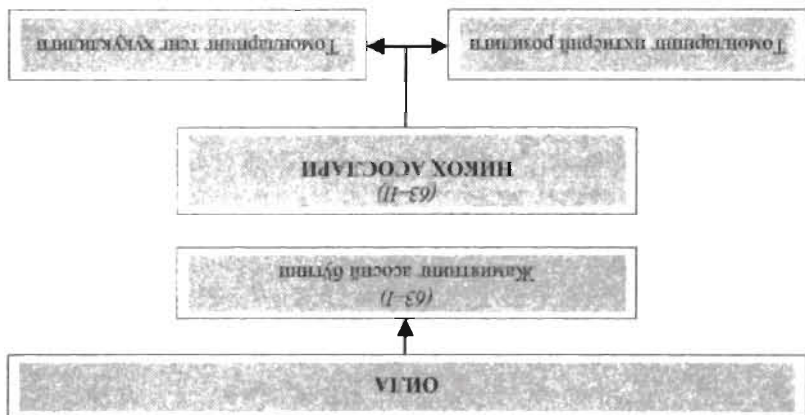 ОИЛА
(63–I)
Жамиятнинг асосий бўғини
(63–II)
НИКОҲ АСОСЛАРИ
Томонларнинг ихтиёрий розилиги
Томонларнинг тенг ҳуқуқлилиги